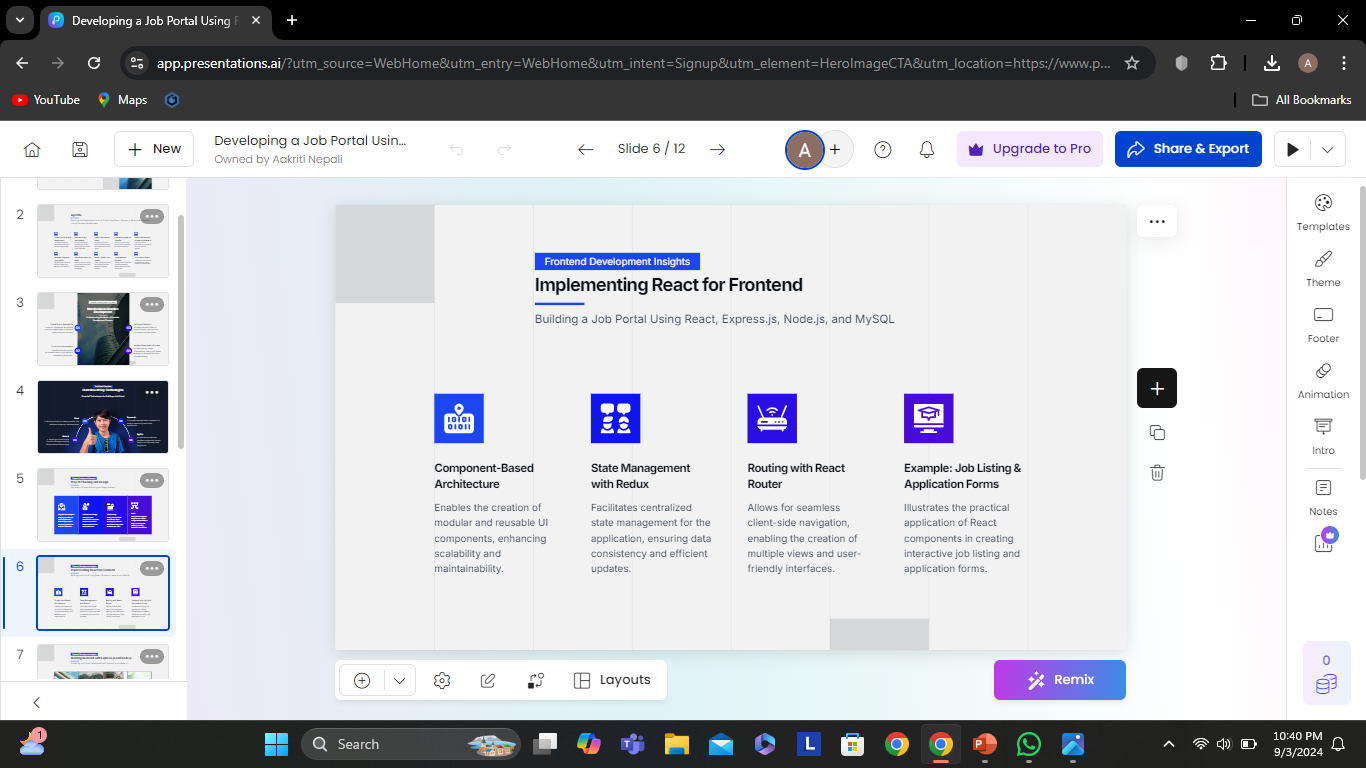 Developing a Job Portal Using R
app.presentations.ai/?utm_source=WebHome&utm_entry=WebHome&utm_intent=Signup&utm_element=HeroImageCTA&utm_location=https://www.p...
A
YouTube
Maps
All Bookmarks
New
Developing a Job Portal Usin...
Owned by Aakriti Nepali
Slide 6 / 12
A
Upgrade to Pro
Share & Export
2
3
4
5
6
7
Frontend Development Insights
Implementing React for Frontend
Building a Job Portal Using React, Express.js, Node.js, and MySQL
Component-Based
Architecture
Enables the creation of
modular and reusable UI
components, enhancing
scalability and
maintainability.
State Management
with Redux
Facilitates centralized
state management for the
application, ensuring data
consistency and efficient
updates.
Routing with React
Router
Allows for seamless
client-side navigation,
enabling the creation of
multiple views and user-
friendly interfaces.
Example: Job Listing &
Application Forms
Illustrates the practical
application of React
components in creating
interactive job listing and
application forms.
Templates
Theme
Footer
Animation
Intro
Notes
0
Layouts
Remix
1
Search
L
10:40 PM
9/3/2024